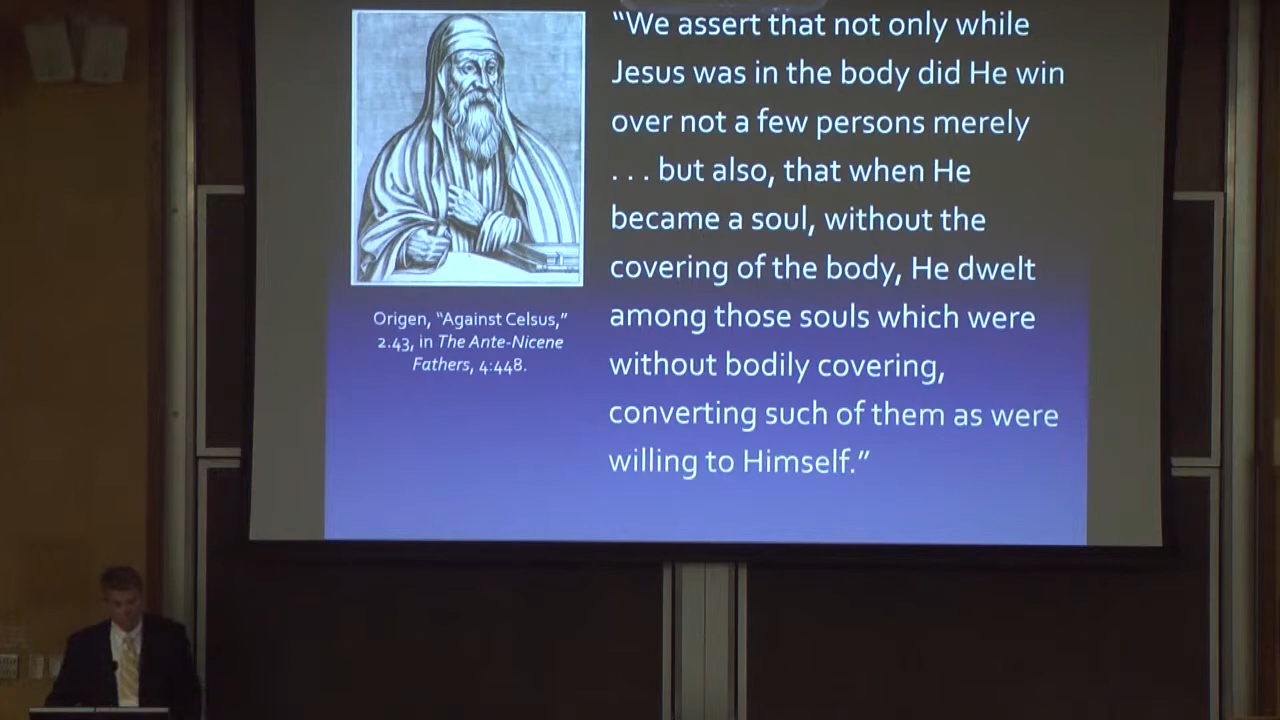 Origen, “Against Celsus,”
2.43, in The Ante-Nicene
Fathers, 4:448.
“We assert that not only while
Jesus was in the body did He win
over not a few persons merely
. . . but also, that when He
became a soul, without the
covering of the body, He dwelt
among those souls which were
without bodily covering,
converting such of them as were
willing to Himself.”